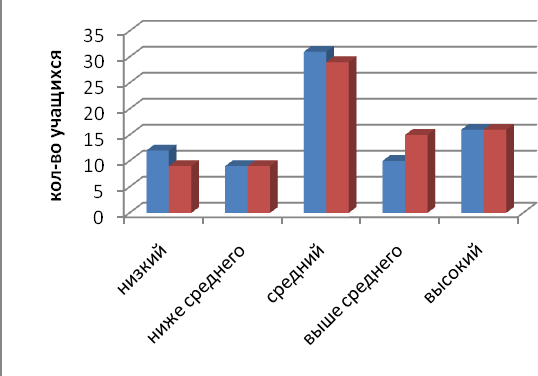 кол-во учащихся
35
30
25
20
15
10
5
0
низкий
ниже среднего
средний
выше среднего
высокий